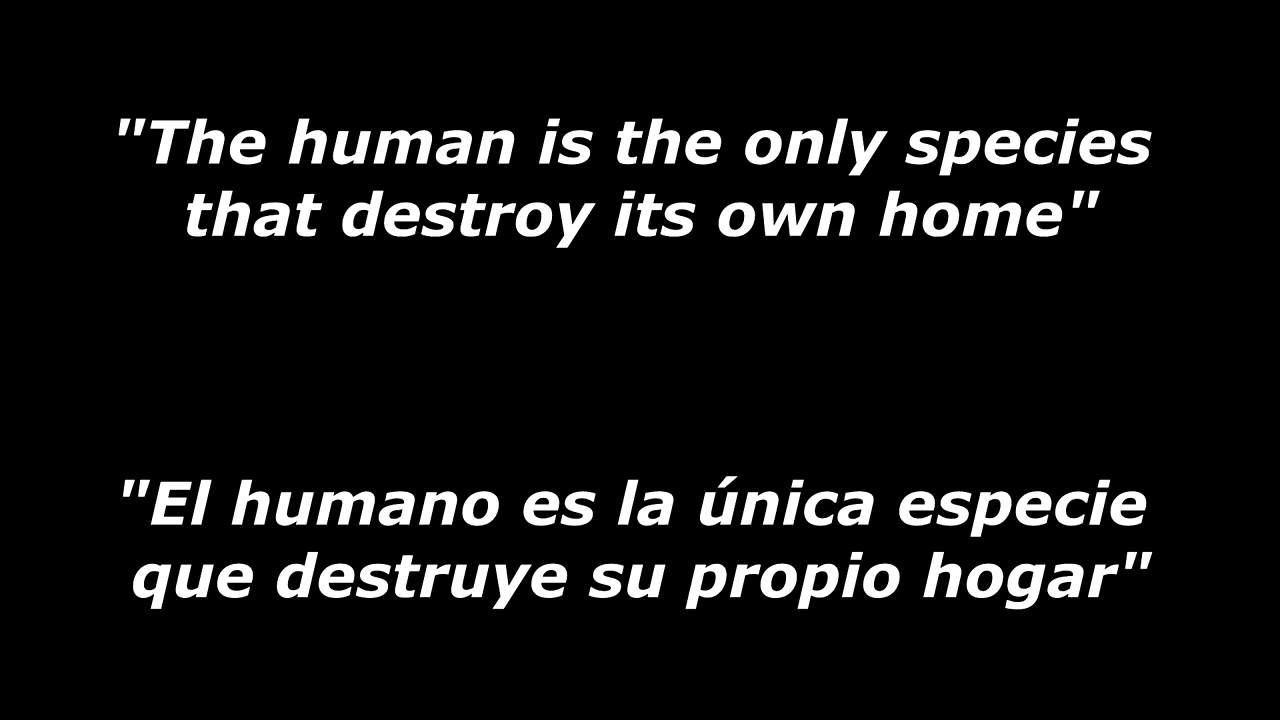 "The human is the only species
that destroy its own home"
"El humano es la única especie
que destruye su propio hogar"